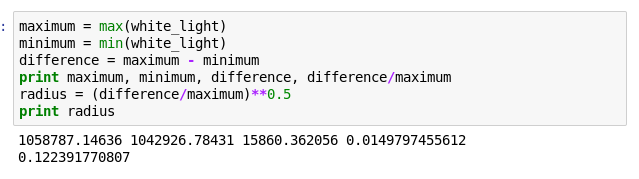 :
maximum = max(white_light)
minimum = min(white_light)
difference = maximum - minimum
print maximum, minimum, difference, difference/maximum
radius = (difference/maximum)**0.5
print radius
1058787.14636 1042926.78431 15860.362056 0.0149797455612
0.122391770807